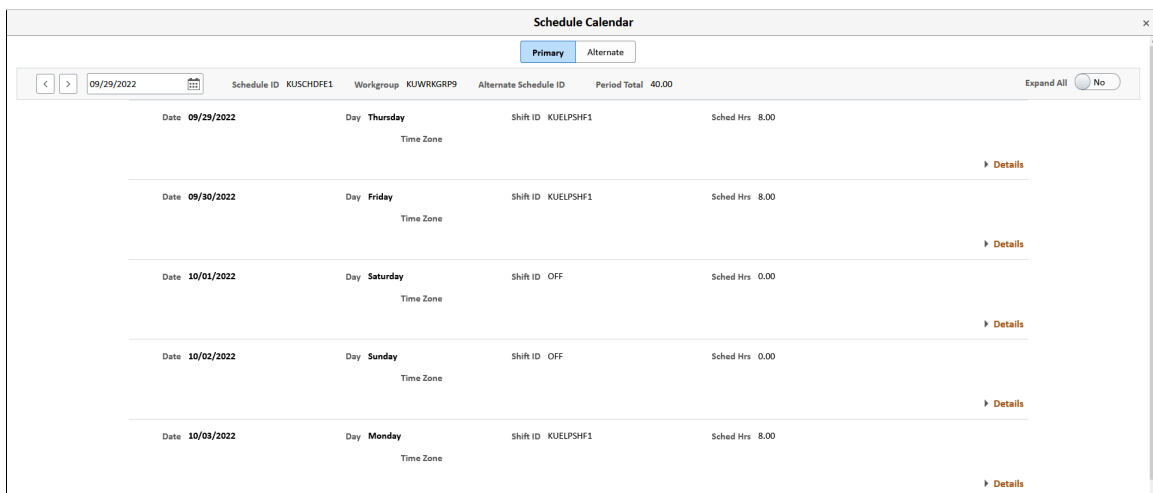 Schedule Calendar
×
Primary Alternate
< > 09/29/2022 Schedule ID KUSCHDFE1 Workgroup KUWRKGRP9 Alternate Schedule ID Period Total 40.00 Expand All No
Date 09/29/2022 Day Thursday Shift ID KUELPSHF1 Sched Hrs 8.00
Time Zone
Details
Date 09/30/2022 Day Friday Shift ID KUELPSHF1 Sched Hrs 8.00
Time Zone
Details
Date 10/01/2022 Day Saturday Shift ID OFF Sched Hrs 0.00
Time Zone
Details
Date 10/02/2022 Day Sunday Shift ID OFF Sched Hrs 0.00
Time Zone
Details
Date 10/03/2022 Day Monday Shift ID KUELPSHF1 Sched Hrs 8.00
Time Zone
Details